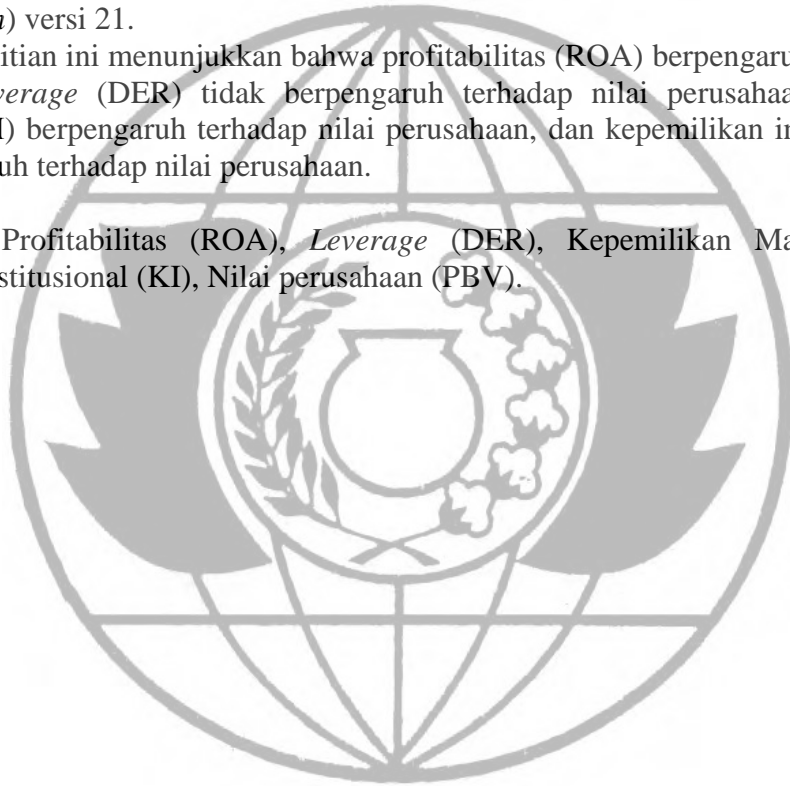 ) versi 21.
itian ini menunjukkan bahwa profitabilitas (ROA) berpengaru
verage (DER) tidak berpengaruh terhadap nilai perusahaa
I) berpengaruh terhadap nilai perusahaan, dan kepemilikan in
uh terhadap nilai perusahaan.
Profitabilitas (ROA), Leverage (DER), Kepemilikan Ma
stitusional (KI), Nilai perusahaan (PBV).